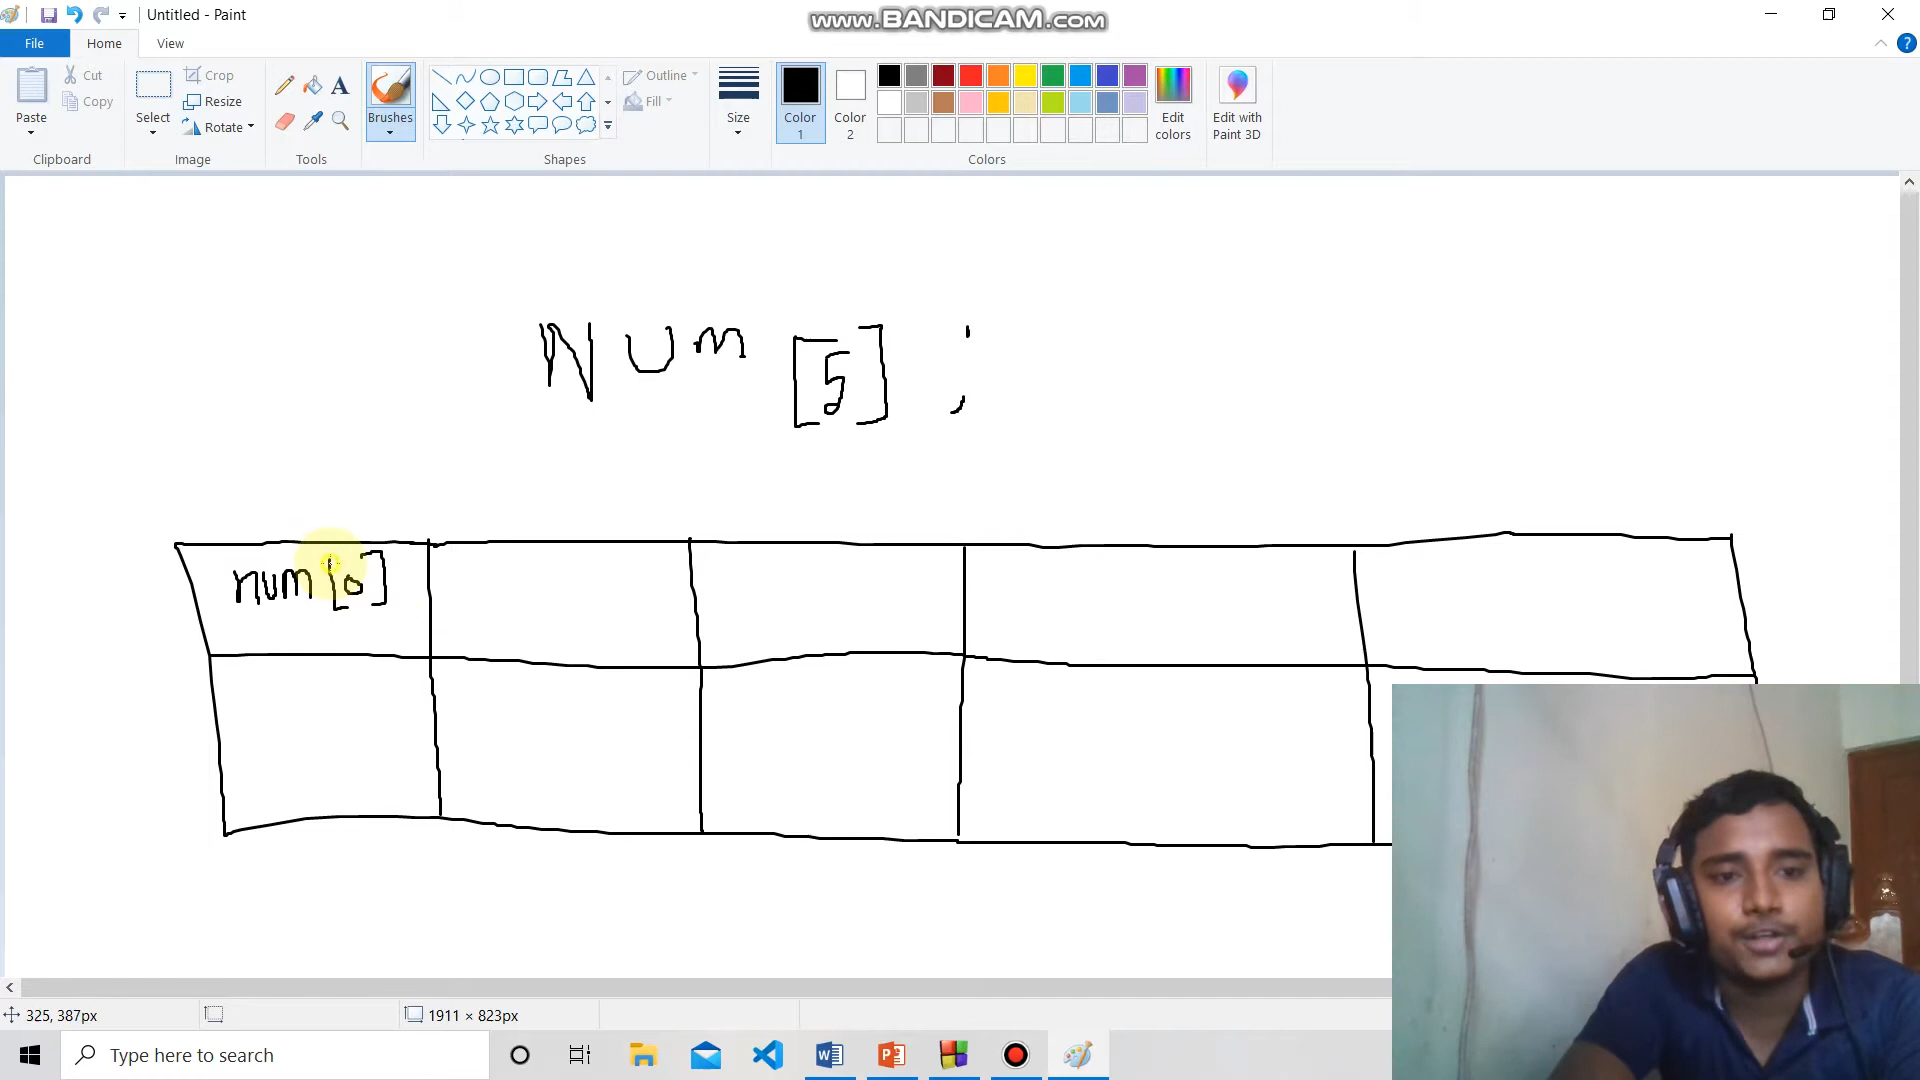 Untitled - Paint
www.BANDICAM.com
File Home View
Paste
Cut
Copy
Clipboard
Select
Crop
Resize
Rotate
Image
Tools
Brushes
Shapes
Outline
Fill
Size
Color 1
Color 2
Colors
Edit colors
Edit with Paint 3D
Num [5] ;
num[0]
325, 387px
1911 × 823px
Type here to search